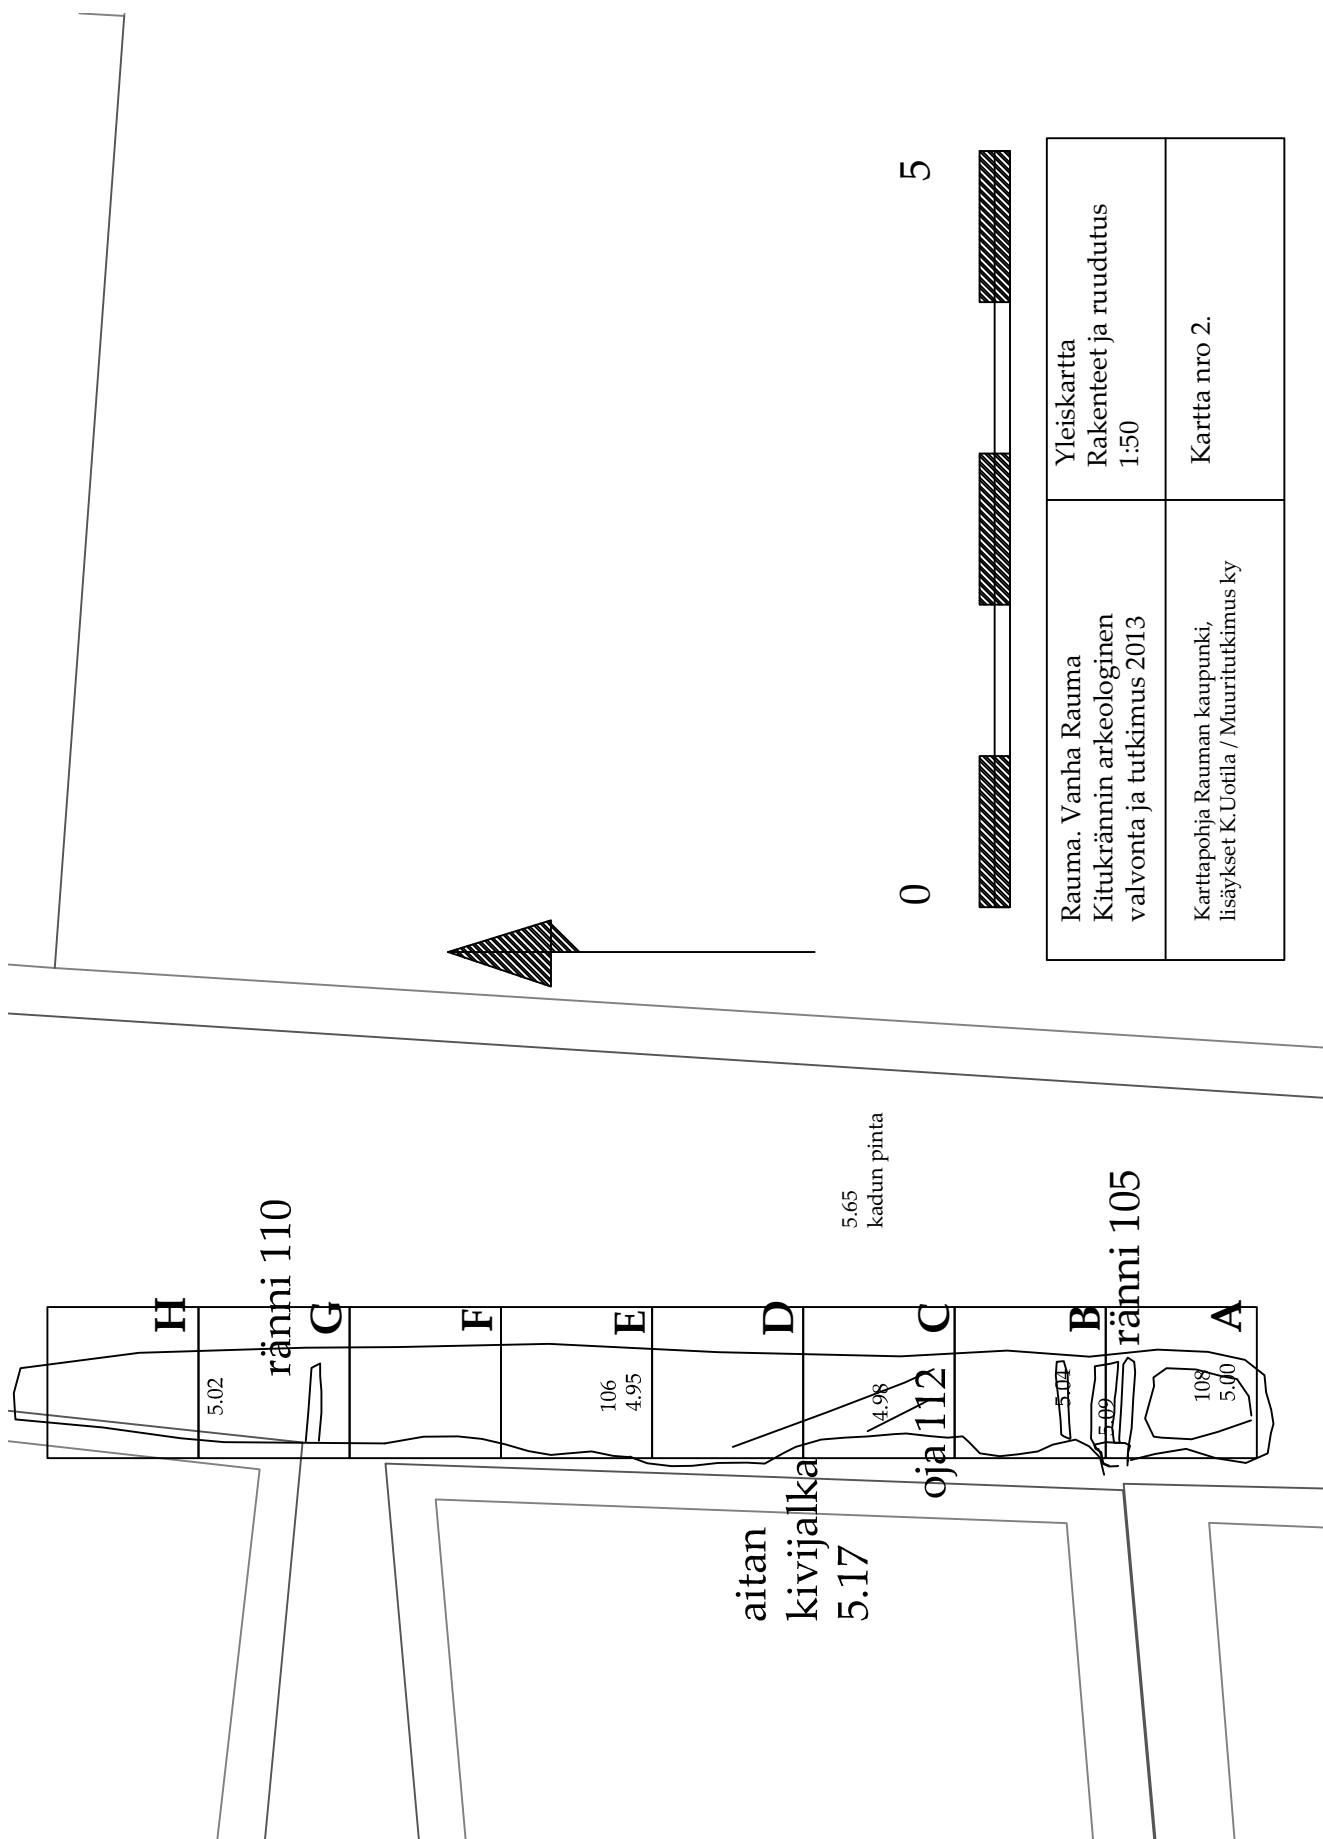 H
ränni 110
G
F
E
D
C
B
ränni 105
A
5.02
106
4.95
5.65
kadun pinta
4.98
oja 112
5.04
5.09
108
5.00
aitan
kivijalka
5.17
0
5
Rauma. Vanha Rauma
Kitukrännin arkeologinen
valvonta ja tutkimus 2013
Yleiskartta
Rakenteet ja ruudutus
1:50
Karttapohja Rauman kaupunki,
lisäykset K.Uotila / Muuritutkimus ky
Kartta nro 2.